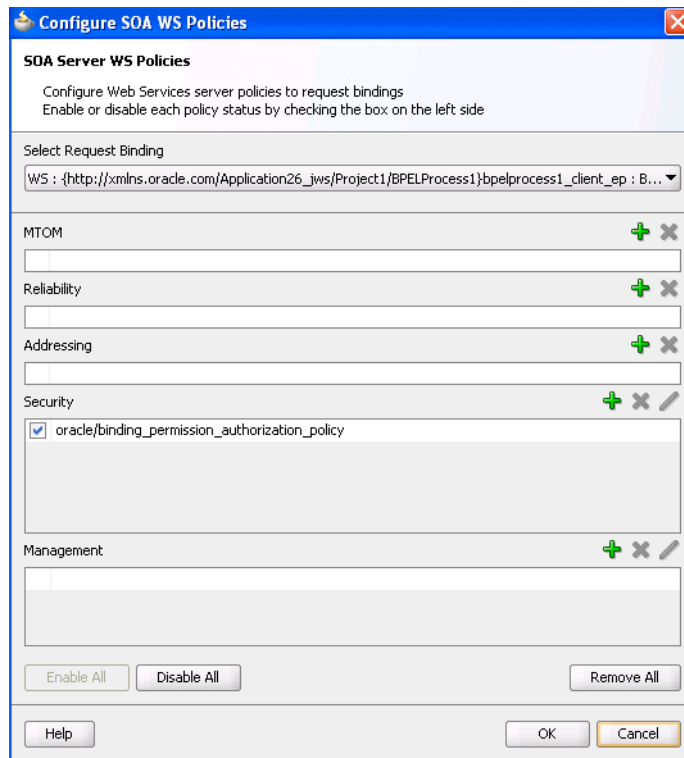 Configure SOA WS Policies
SOA Server WS Policies
Configure Web Services server policies to request bindings
Enable or disable each policy status by checking the box on the left side
Select Request Binding
WS : {http://xmlns.oracle.com/Application26_jws/Project1/BPELProcess1}bpelprocess1_client_ep : B...
MTOM
Reliability
Addressing
Security
oracle/binding_permission_authorization_policy
Management
Enable All Disable All Remove All
Help OK Cancel